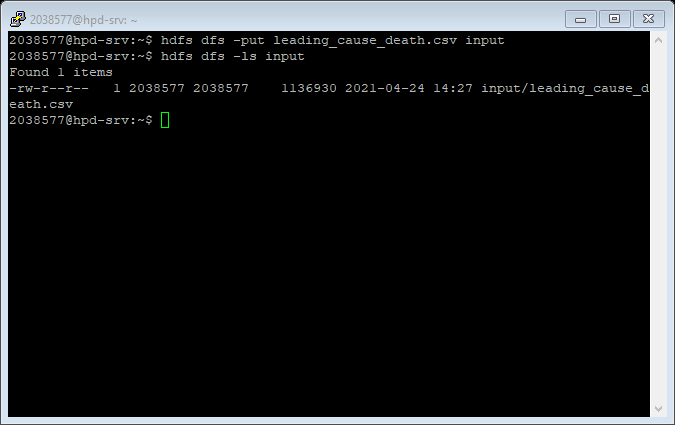 2038577@hpd-srv: ~
2038577@hpd-srv:~$ hdfs dfs -put leading_cause_death.csv input
2038577@hpd-srv:~$ hdfs dfs -ls input
Found 1 items
-rw-r--r--   1 2038577 2038577    1136930 2021-04-24 14:27 input/leading_cause_d
eath.csv
2038577@hpd-srv:~$